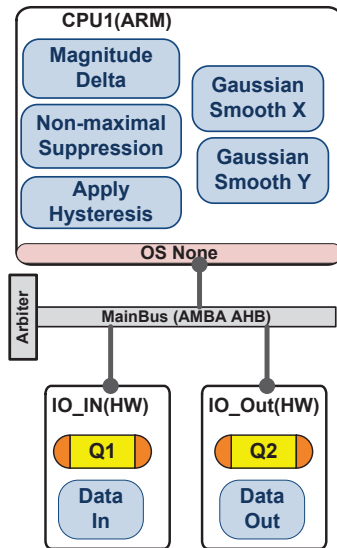 CPU1(ARM)
Magnitude
Delta
Non-maximal
Suppression
Apply
Hysteresis
Gaussian
Smooth X
Gaussian
Smooth Y
OS None
Arbiter
MainBus (AMBA AHB)
IO_IN(HW)
Q1
Data
In
IO_Out(HW)
Q2
Data
Out